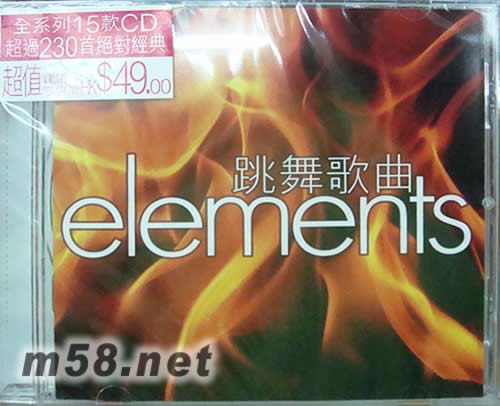 全系列15款CD
超過230首絕對經典
超值 HK$49.00
跳舞歌曲
elements
m58.net